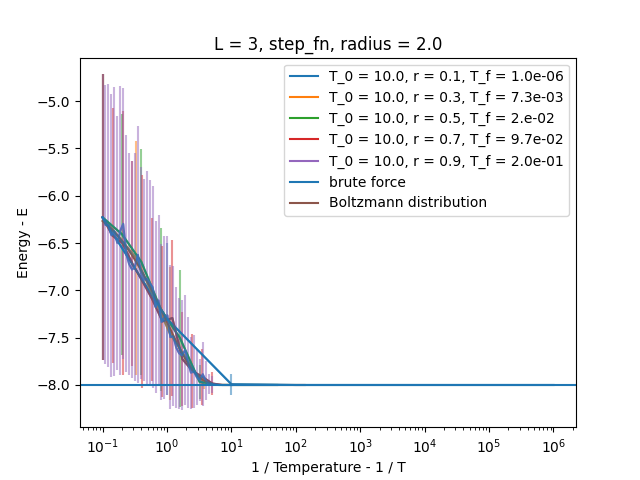 L = 3, step_fn, radius = 2.0
T_0 = 10.0, r = 0.1, T_f = 1.0e-06
T_0 = 10.0, r = 0.3, T_f = 7.3e-03
T_0 = 10.0, r = 0.5, T_f = 2.e-02
T_0 = 10.0, r = 0.7, T_f = 9.7e-02
T_0 = 10.0, r = 0.9, T_f = 2.0e-01
brute force
Boltzmann distribution
Energy - E
−5.0
−5.5
−6.0
−6.5
−7.0
−7.5
−8.0
10⁻¹ 10⁰ 10¹ 10² 10³ 10⁴ 10⁵ 10⁶
1 / Temperature - 1 / T